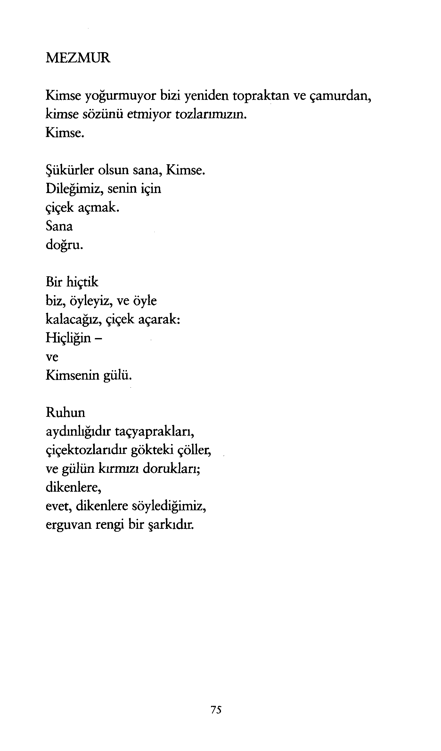 MEZMUR
Kimse yoğurmuyor bizi yeniden topraktan ve çamurdan,
kimse sözünü etmiyor tozlarımızın.
Kimse.
Şükürler olsun sana, Kimse.
Dileğimiz, senin için
çiçek açmak.
Sana
doğru.
Bir hiçtik
biz, öyleyiz, ve öyle
kalacağız, çiçek açarak:
Hiçliğin –
ve
Kimsenin gülü.
Ruhun
aydınlığıdır taçyaprakları,
çiçektozlarıdır gökteki çöller,
ve gülün kırmızı dorukları;
dikenlere,
evet, dikenlere söylediğimiz,
erguvan rengi bir şarkıdır.
75